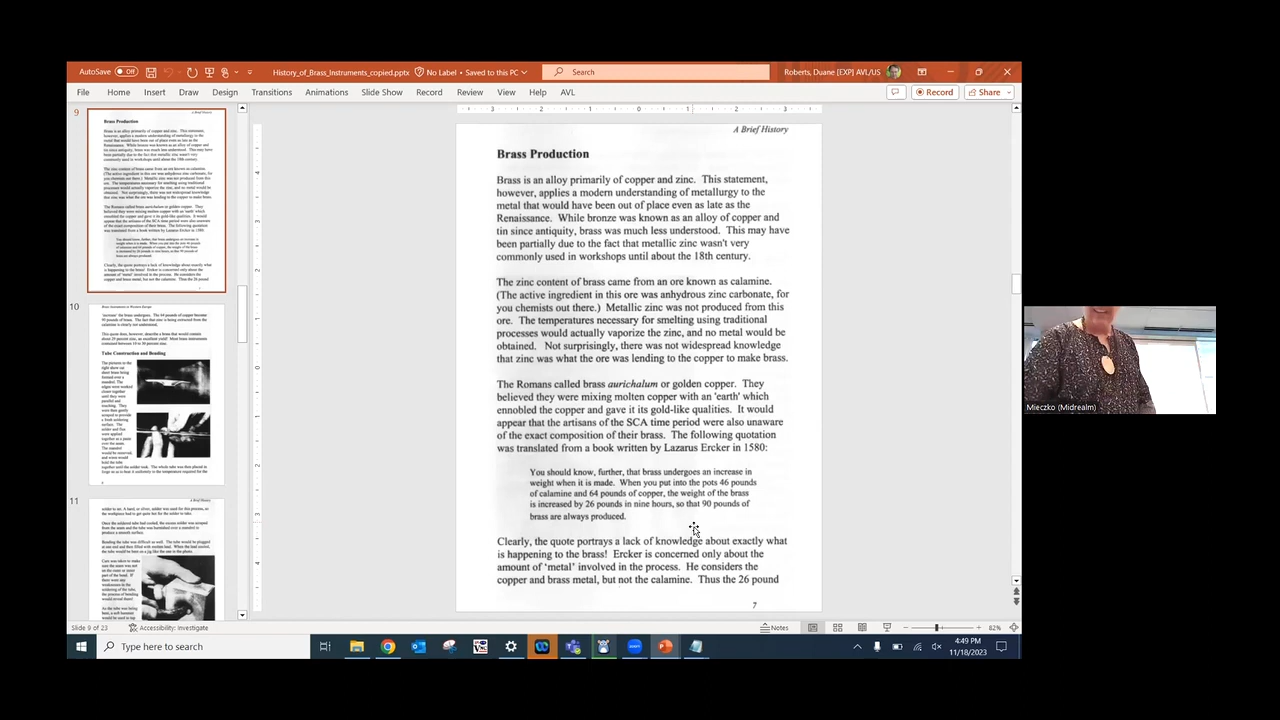 AutoSave Off
History_of_Brass_Instruments_copied.pptx
No Label • Saved to this PC
Search
Roberts, Duane [EXP] AVL/US
File Home Insert Draw Design Transitions Animations Slide Show Record Review View Help AVL
Record
Share
9
10
11
A Brief History
Brass Production
Brass is an alloy primarily of copper and zinc. This statement,
however, applies a modern understanding of metallurgy to the
metal that would have been out of place even as late as the
Renaissance. While bronze was known as an alloy of copper and
tin since antiquity, brass was much less understood. This may have
been partially due to the fact that metallic zinc wasn't very
commonly used in workshops until about the 18th century.
The zinc content of brass came from an ore known as calamine.
(The active ingredient in this ore was anhydrous zinc carbonate, for
you chemists out there.) Metallic zinc was not produced from this
ore. The temperatures necessary for smelting using traditional
processes would actually vaporize the zinc, and no metal would be
obtained. Not surprisingly, there was not widespread knowledge
that zinc was what the ore was lending to the copper to make brass.
The Romans called brass aurichalum or golden copper. They
believed they were mixing molten copper with an 'earth' which
ennobled the copper and gave it its gold-like qualities. It would
appear that the artisans of the SCA time period were also unaware
of the exact composition of their brass. The following quotation
was translated from a book written by Lazarus Ercker in 1580:
You should know, further, that brass undergoes an increase in
weight when it is made. When you put into the pots 46 pounds
of calamine and 64 pounds of copper, the weight of the brass
is increased by 26 pounds in nine hours, so that 90 pounds of
brass are always produced.
Clearly, the quote portrays a lack of knowledge about exactly what
is happening to the brass! Ercker is concerned only about the
amount of 'metal' involved in the process. He considers the
copper and brass metal, but not the calamine. Thus the 26 pound
7
Mieczko (Midrealm)
Slide 9 of 23
Accessibility: Investigate
Notes
82%
Type here to search
4:49 PM
11/18/2023
Tube Construction and Bending